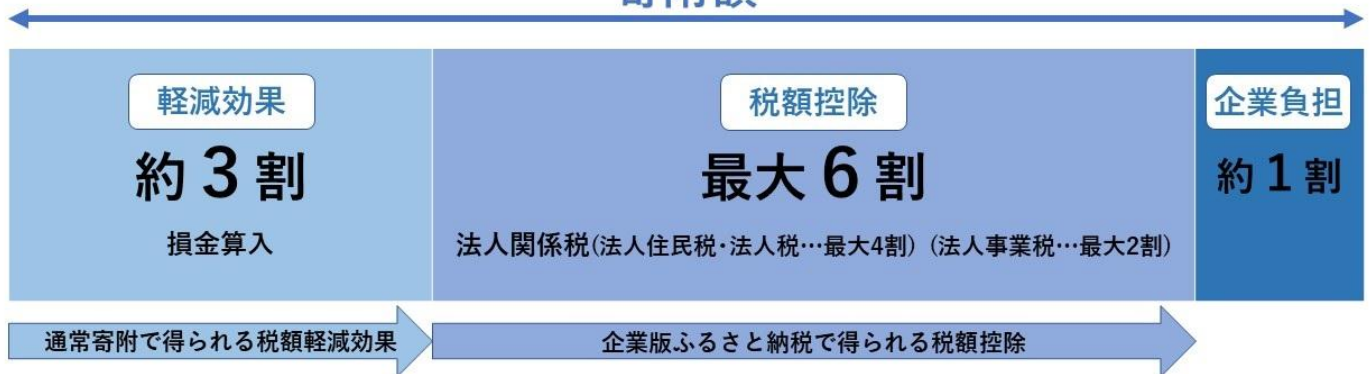 寄附額
軽減効果
約3割
損金算入
税額控除
最大6割
法人関係税(法人住民税・法人税…最大4割) (法人事業税…最大2割)
企業負担
約1割
通常寄附で得られる税額軽減効果
企業版ふるさと納税で得られる税額控除